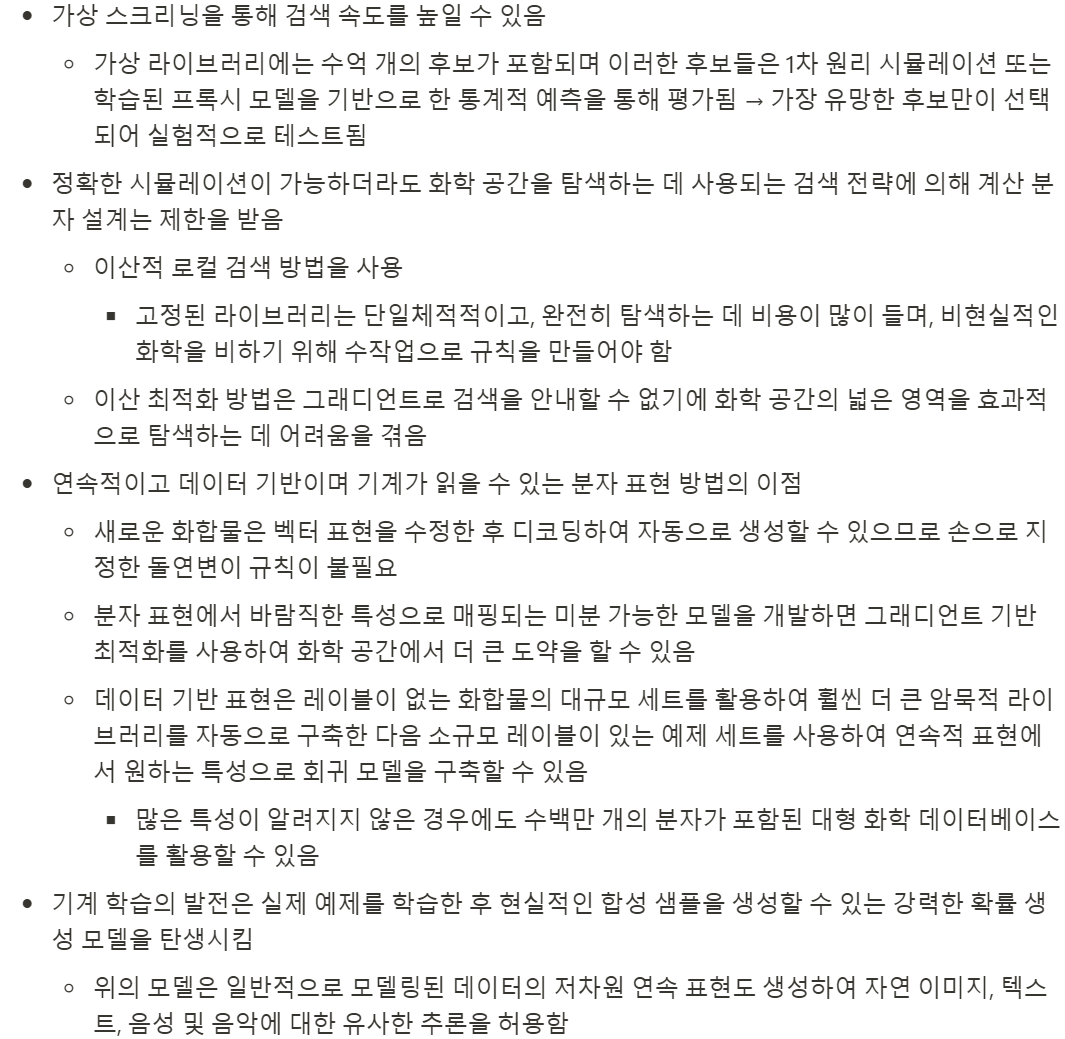 • 가상 스크리닝을 통해 검색 속도를 높일 수 있음
◦ 가상 라이브러리에는 수억 개의 후보가 포함되며 이러한 후보들은 1차 원리 시뮬레이션 또는
학습된 프록시 모델을 기반으로 한 통계적 예측을 통해 평가됨 → 가장 유망한 후보만이 선택
되어 실험적으로 테스트됨
• 정확한 시뮬레이션이 가능하더라도 화학 공간을 탐색하는 데 사용되는 검색 전략에 의해 계산 분
자 설계는 제한을 받음
◦ 이산적 로컬 검색 방법을 사용
▪ 고정된 라이브러리는 단일체적적이고, 완전히 탐색하는 데 비용이 많이 들며, 비현실적인
화학을 비하기 위해 수작업으로 규칙을 만들어야 함
◦ 이산 최적화 방법은 그래디언트로 검색을 안내할 수 없기에 화학 공간의 넓은 영역을 효과적
으로 탐색하는 데 어려움을 겪음
• 연속적이고 데이터 기반이며 기계가 읽을 수 있는 분자 표현 방법의 이점
◦ 새로운 화합물은 벡터 표현을 수정한 후 디코딩하여 자동으로 생성할 수 있으므로 손으로 지
정한 돌연변이 규칙이 불필요
◦ 분자 표현에서 바람직한 특성으로 매핑되는 미분 가능한 모델을 개발하면 그래디언트 기반
최적화를 사용하여 화학 공간에서 더 큰 도약을 할 수 있음
◦ 데이터 기반 표현은 레이블이 없는 화합물의 대규모 세트를 활용하여 훨씬 더 큰 암묵적 라이
브러리를 자동으로 구축한 다음 소규모 레이블이 있는 예제 세트를 사용하여 연속적 표현에
서 원하는 특성으로 회귀 모델을 구축할 수 있음
▪ 많은 특성이 알려지지 않은 경우에도 수백만 개의 분자가 포함된 대형 화학 데이터베이스
를 활용할 수 있음
• 기계 학습의 발전은 실제 예제를 학습한 후 현실적인 합성 샘플을 생성할 수 있는 강력한 확률 생
성 모델을 탄생시킴
◦ 위의 모델은 일반적으로 모델링된 데이터의 저차원 연속 표현도 생성하여 자연 이미지, 텍스
트, 음성 및 음악에 대한 유사한 추론을 허용함